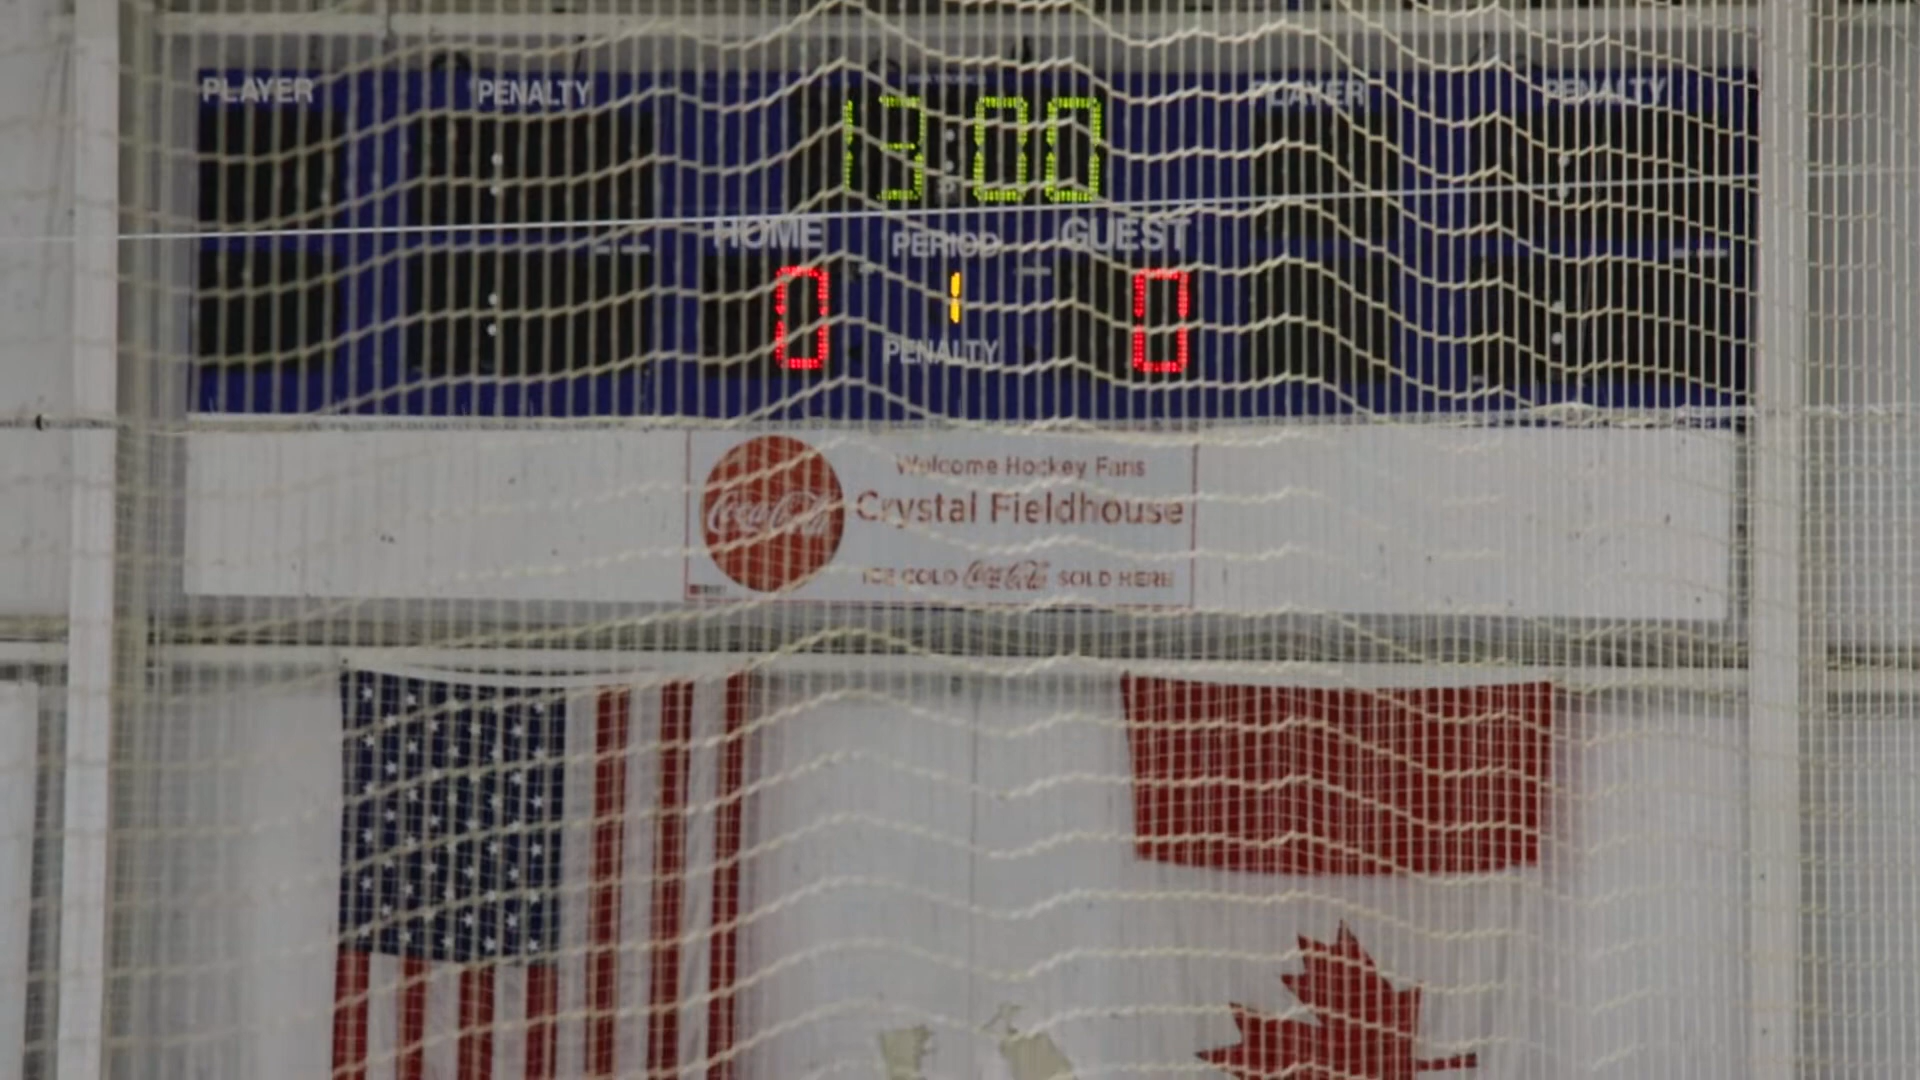 PLAYER PENALTY 13:00 PLAYER PENALTY
HOME PERIOD GUEST
0 1 0
PENALTY
Coca-Cola
Welcome Hockey Fans
Crystal Fieldhouse
ICE COLD Coca-Cola SOLD HERE